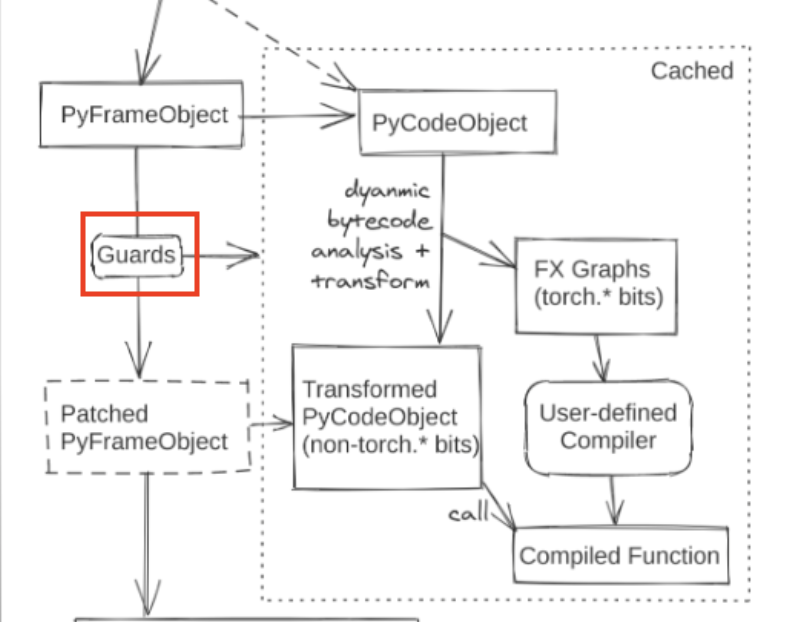 Cached
PyFrameObject
PyCodeObject
dyanmic
bytecode
analysis +
transform
Guards
FX Graphs
(torch.* bits)
Transformed
PyCodeObject
(non-torch.* bits)
Patched
PyFrameObject
User-defined
Compiler
call
Compiled Function